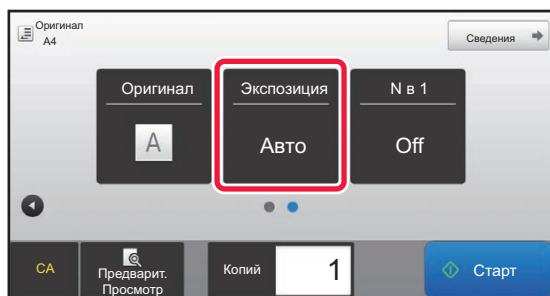 Оригинал
A4
Сведения
Оригинал
Экспозиция
N в 1
A
Авто
Off
CA
Предварит.
Просмотр
Копий
1
Старт